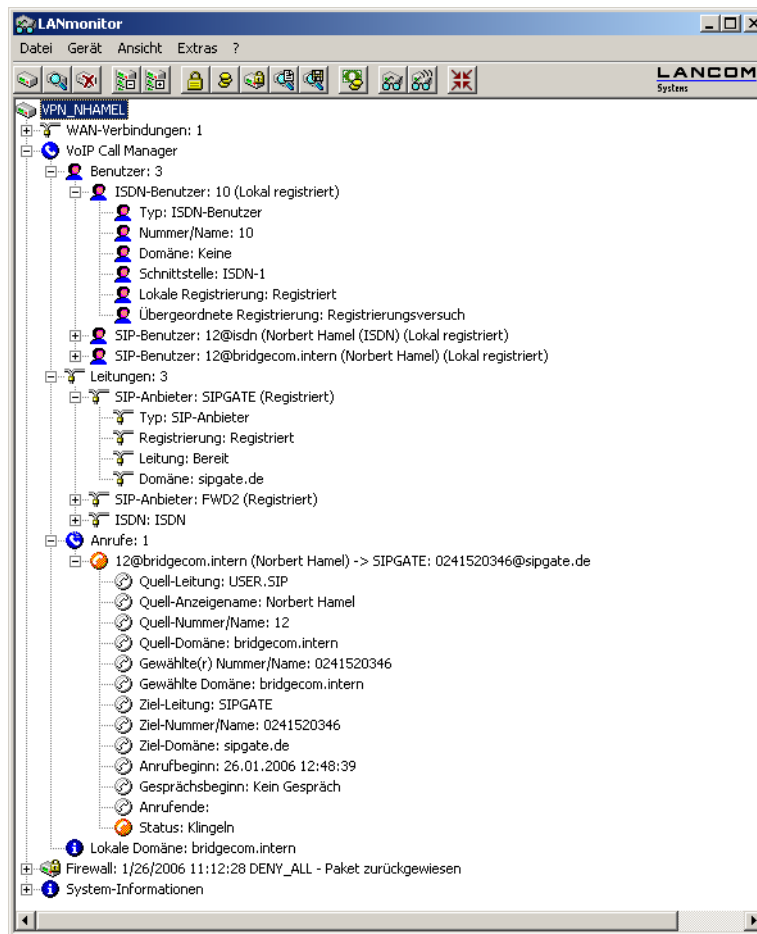 LANmonitor
Datei Gerät Ansicht Extras ?
LANCOM
Systems
VPN_NHAMEL
WAN-Verbindungen: 1
VoIP Call Manager
Benutzer: 3
ISDN-Benutzer: 10 (Lokal registriert)
Typ: ISDN-Benutzer
Nummer/Name: 10
Domäne: Keine
Schnittstelle: ISDN-1
Lokale Registrierung: Registriert
Übergeordnete Registrierung: Registrierungsversuch
SIP-Benutzer: 12@isdn (Norbert Hamel (ISDN) (Lokal registriert)
SIP-Benutzer: 12@bridgecom.intern (Norbert Hamel) (Lokal registriert)
Leitungen: 3
SIP-Anbieter: SIPGATE (Registriert)
Typ: SIP-Anbieter
Registrierung: Registriert
Leitung: Bereit
Domäne: sipgate.de
SIP-Anbieter: FWD2 (Registriert)
ISDN: ISDN
Anrufe: 1
12@bridgecom.intern (Norbert Hamel) -> SIPGATE: 0241520346@sipgate.de
Quell-Leitung: USER.SIP
Quell-Anzeigename: Norbert Hamel
Quell-Nummer/Name: 12
Quell-Domäne: bridgecom.intern
Gewählte(r) Nummer/Name: 0241520346
Gewählte Domäne: bridgecom.intern
Ziel-Leitung: SIPGATE
Ziel-Nummer/Name: 0241520346
Ziel-Domäne: sipgate.de
Anrufbeginn: 26.01.2006 12:48:39
Gesprächsbeginn: Kein Gespräch
Anrufende:
Status: Klingeln
Lokale Domäne: bridgecom.intern
Firewall: 1/26/2006 11:12:28 DENY_ALL - Paket zurückgewiesen
System-Informationen